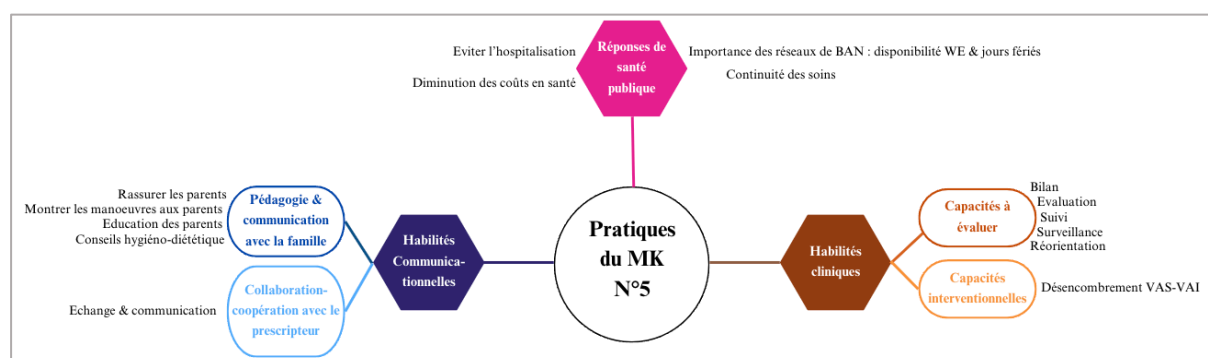 Eviter l'hospitalisation
Diminution des coûts en santé
Réponses de
santé
publique
Importance des réseaux de BAN : disponibilité WE & jours fériés
Continuité des soins
Rassurer les parents
Montrer les manoeuvres aux parents
Education des parents
Conseils hygiéno-diététique
Pédagogie &
communication
avec la famille
Echange & communication
Collaboration-
coopération avec le
prescripteur
Habilités
Communica-
tionnelles
Pratiques
du MK
N°5
Habilités
cliniques
Capacités à
évaluer
Bilan
Evaluation
Suivi
Surveillance
Réorientation
Capacités
interventionnelles
Désencombrement VAS-VAI